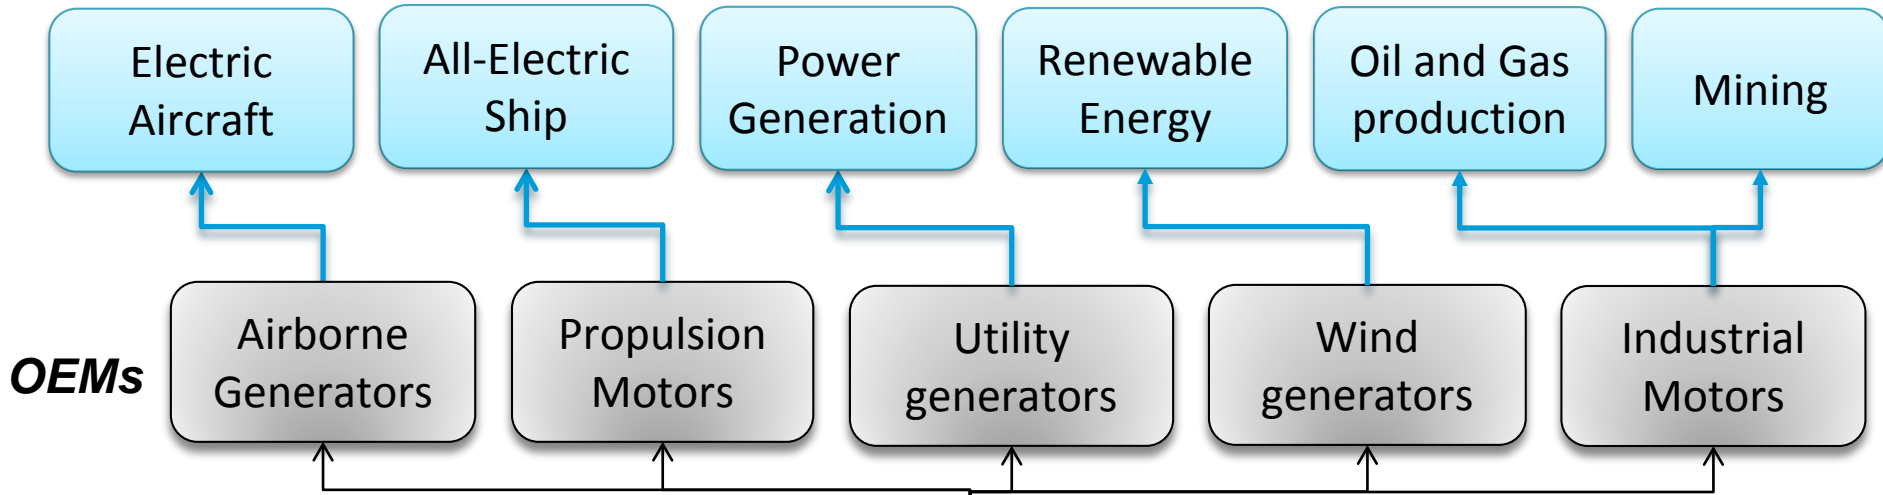 Electric
Aircraft
All-Electric
Ship
Power
Generation
Renewable
Energy
Oil and Gas
production
Mining
OEMs
Airborne
Generators
Propulsion
Motors
Utility
generators
Wind
generators
Industrial
Motors